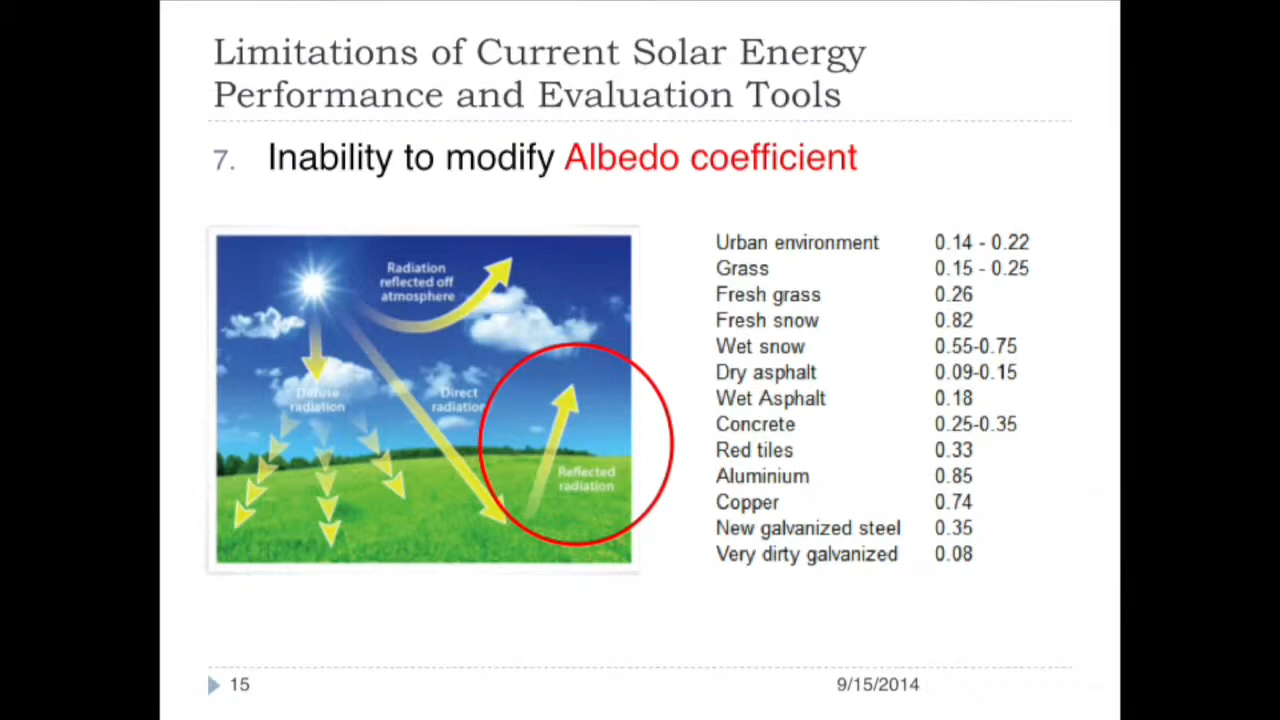 Limitations of Current Solar Energy
Performance and Evaluation Tools
7. Inability to modify Albedo coefficient
Radiation
reflected off
atmosphere
Diffuse
radiation
Direct
radiation
Reflected
radiation
Urban environment 0.14 - 0.22
Grass 0.15 - 0.25
Fresh grass 0.26
Fresh snow 0.82
Wet snow 0.55-0.75
Dry asphalt 0.09-0.15
Wet Asphalt 0.18
Concrete 0.25-0.35
Red tiles 0.33
Aluminium 0.85
Copper 0.74
New galvanized steel 0.35
Very dirty galvanized 0.08
15
9/15/2014